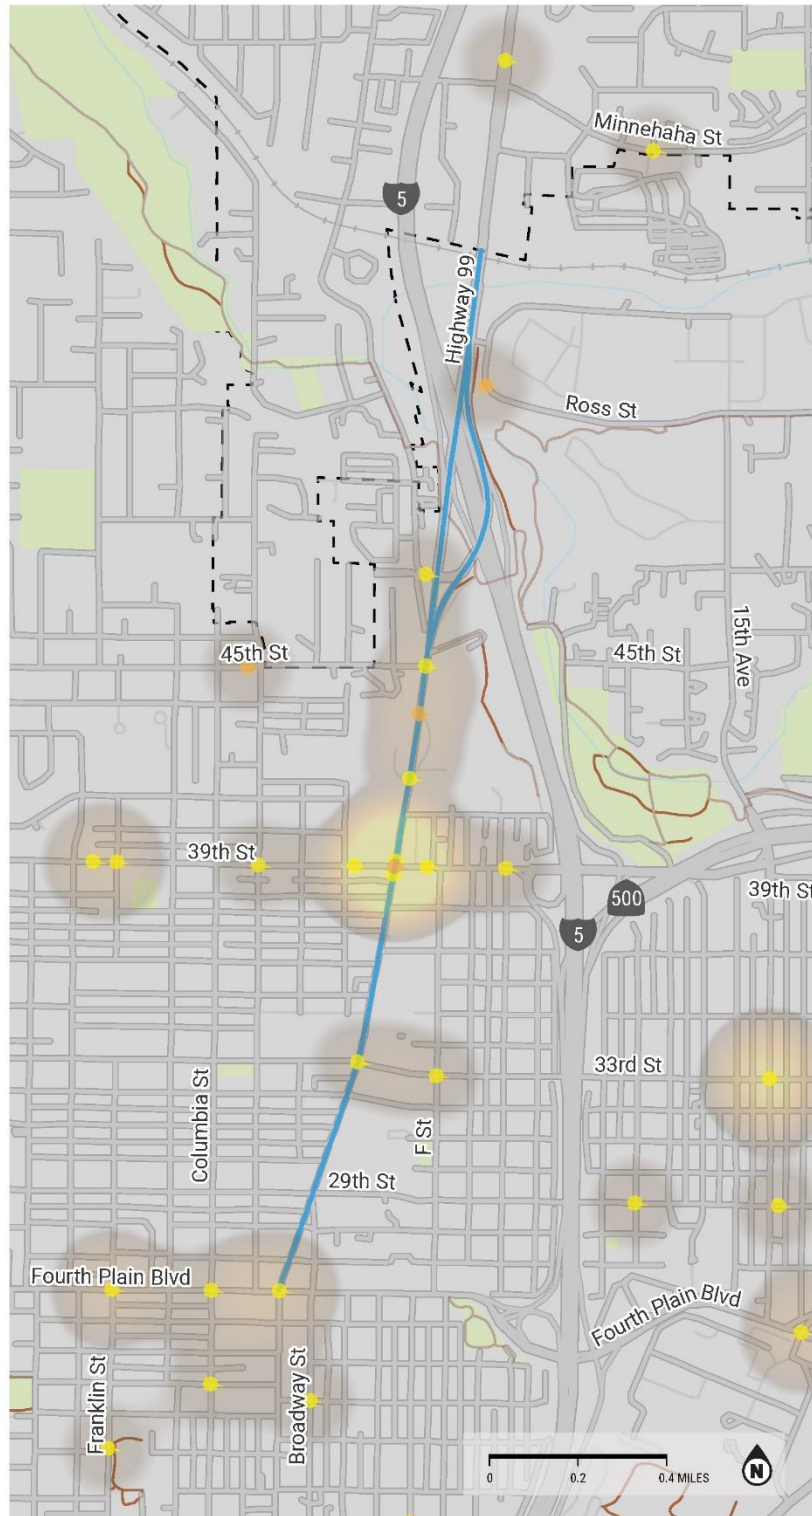 Minnehaha St
5
Highway 99
Ross St
45th St
45th St
15th Ave
39th St
500
39th St
5
33rd St
Columbia St
F St
29th St
Fourth Plain Blvd
Fourth Plain Blvd
Franklin St
Broadway St
0 0.2 0.4 MILES
N